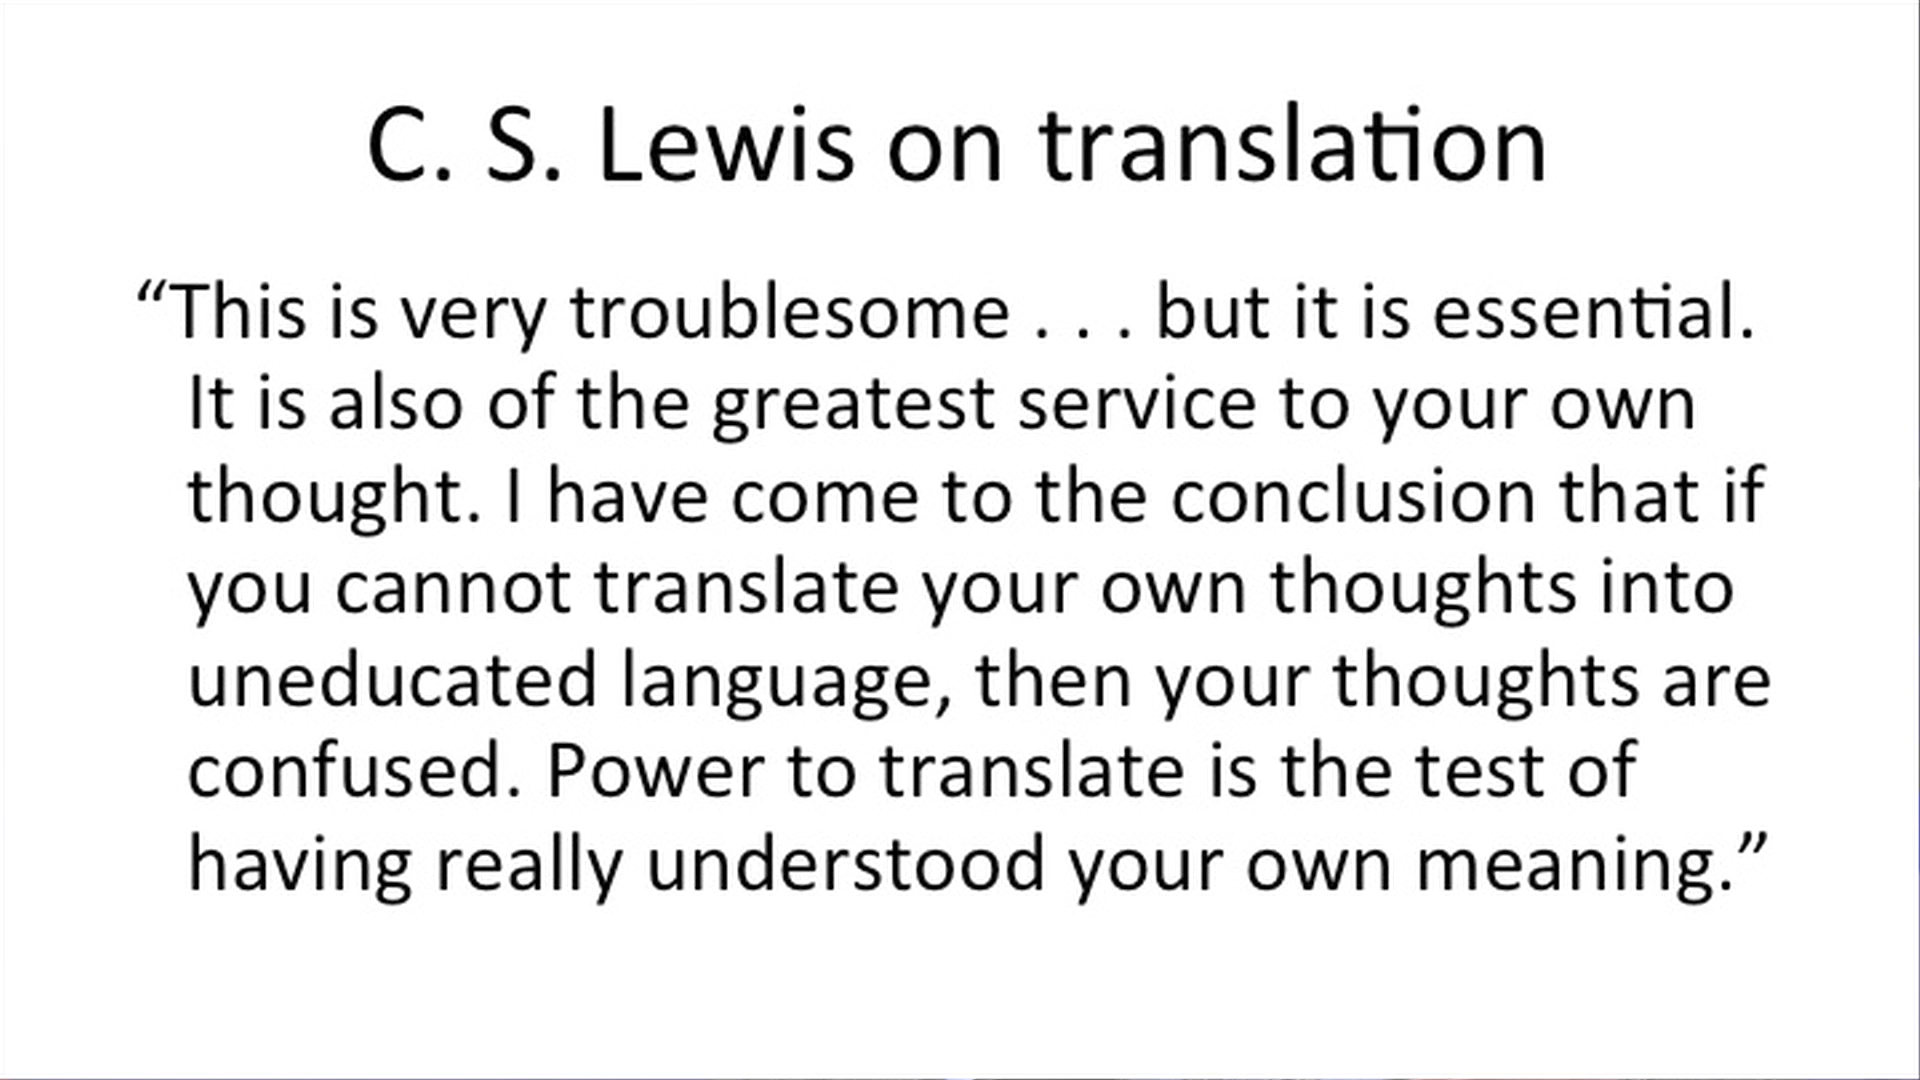 C. S. Lewis on translation
“This is very troublesome . . . but it is essential.
It is also of the greatest service to your own
thought. I have come to the conclusion that if
you cannot translate your own thoughts into
uneducated language, then your thoughts are
confused. Power to translate is the test of
having really understood your own meaning.”